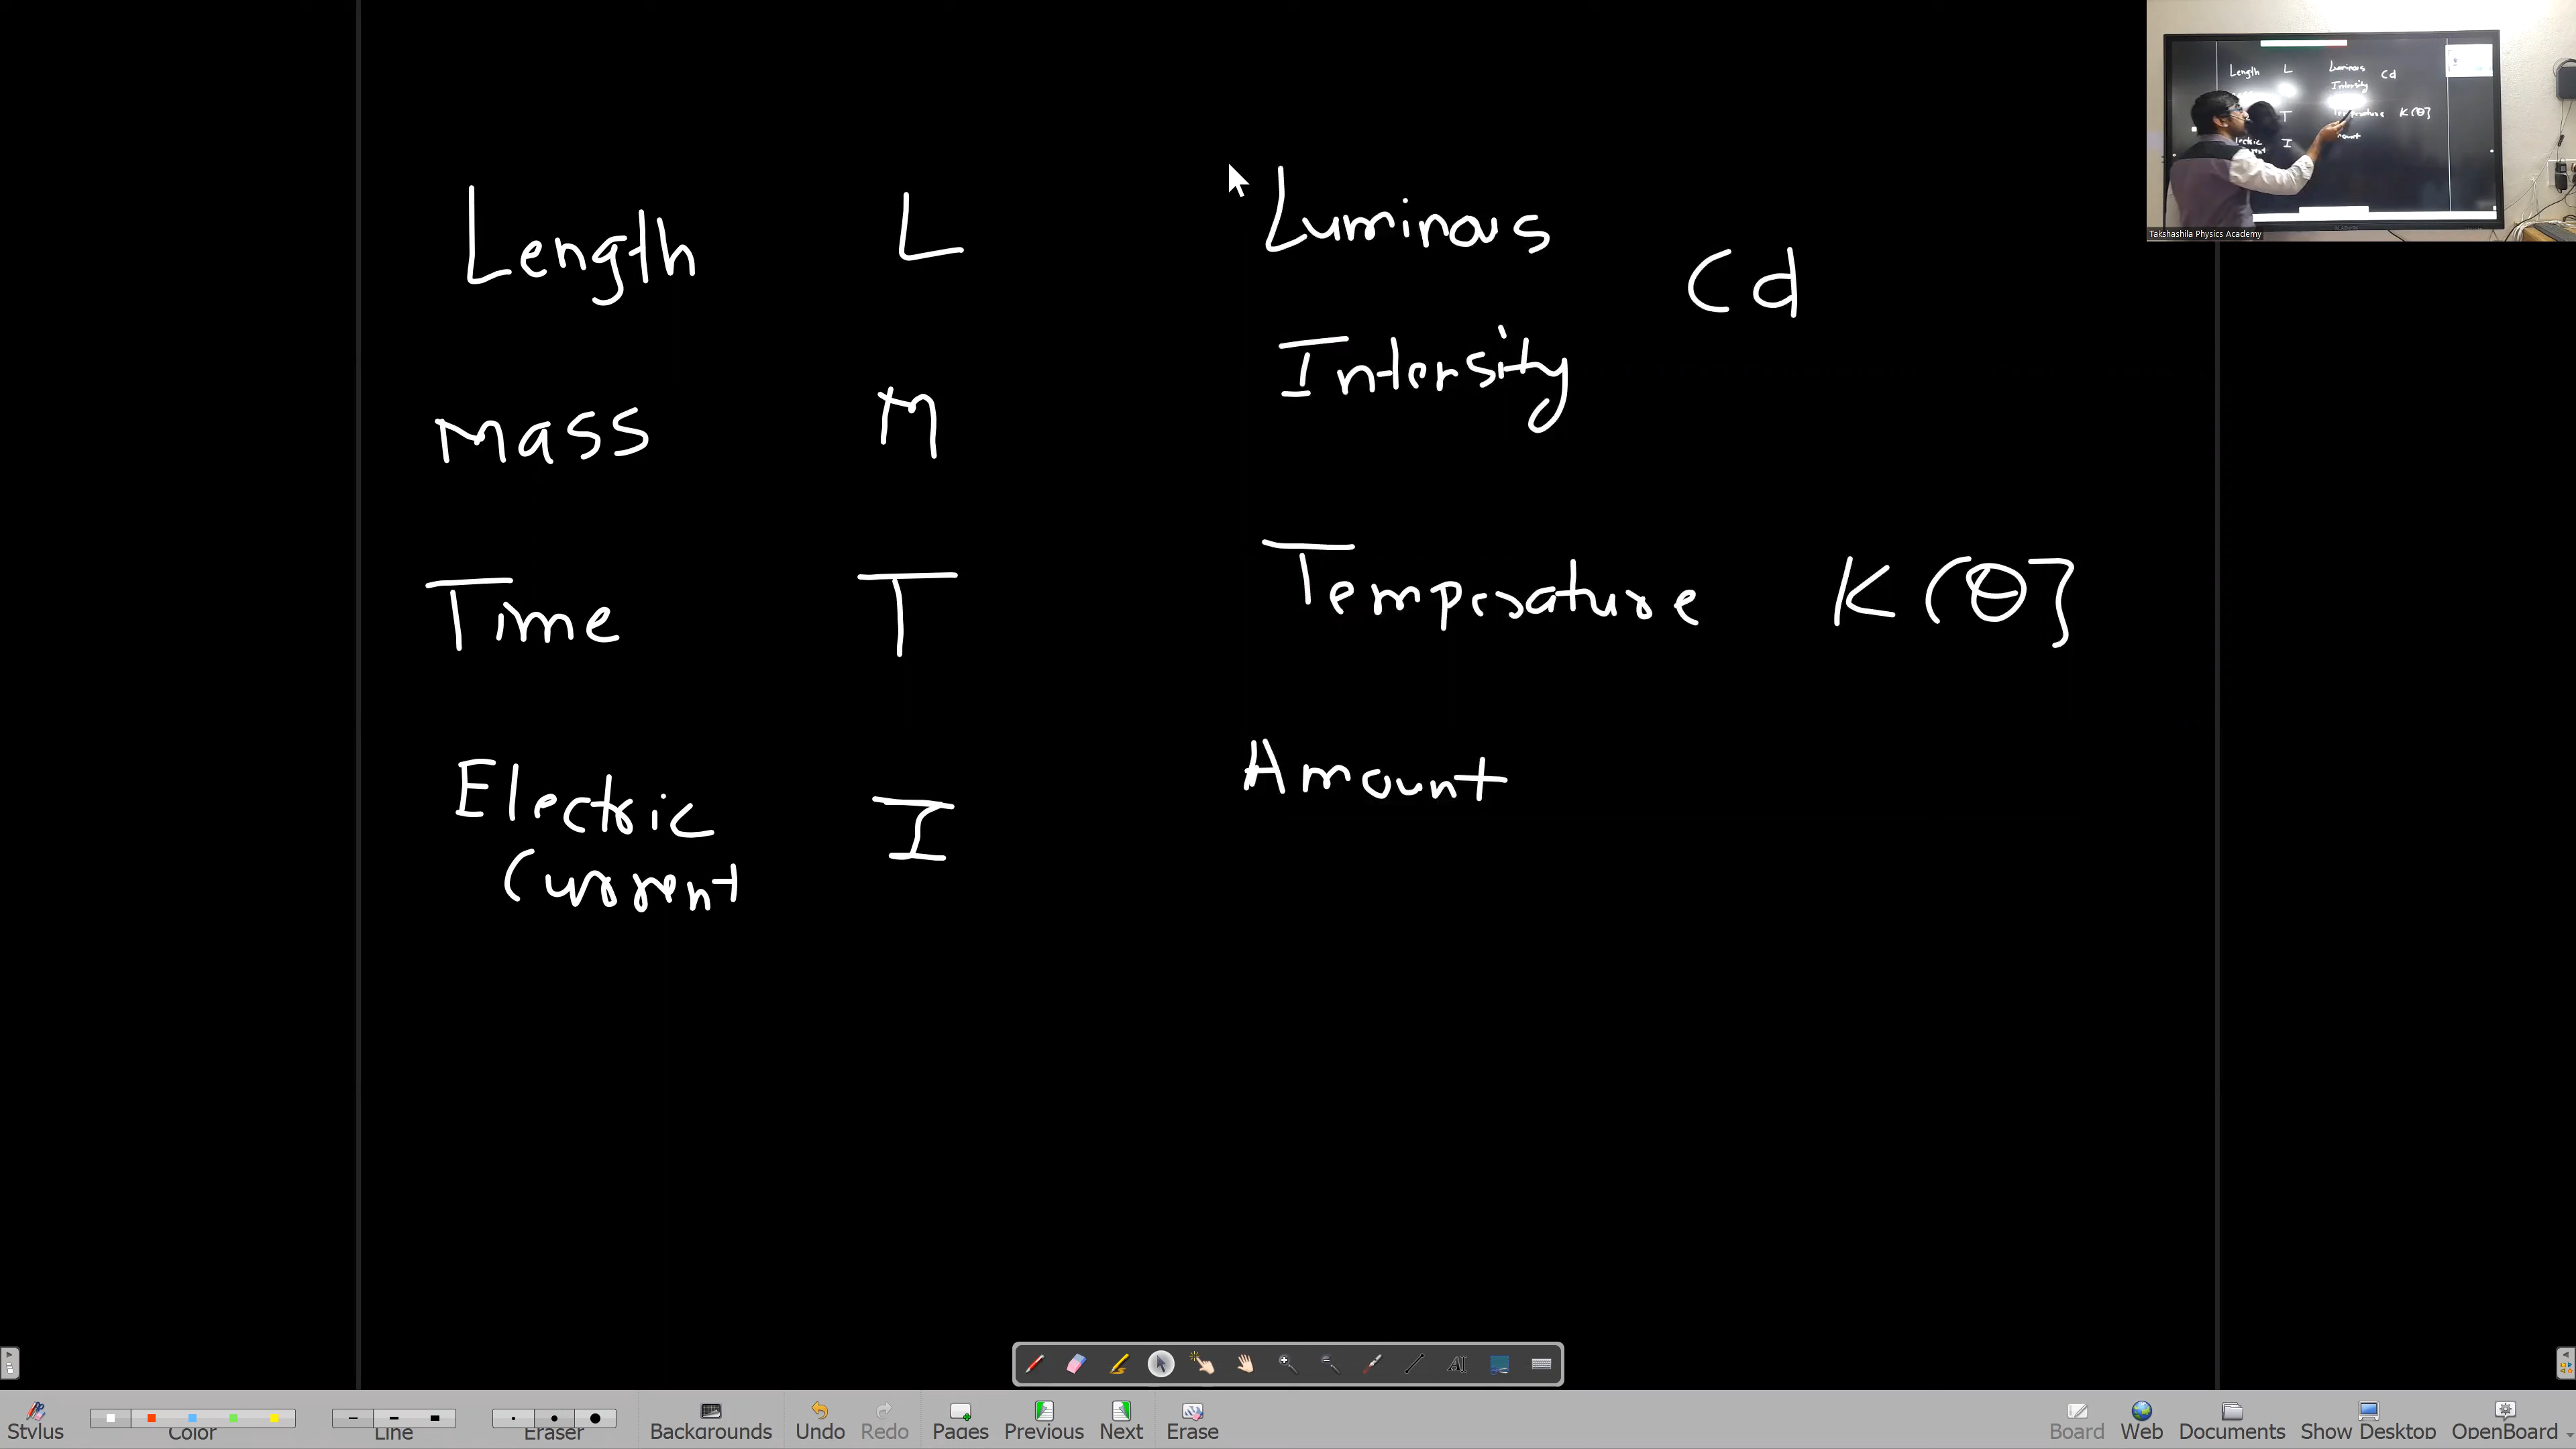 Length L
Mass M
Time T
Electric
Current I
Luminous
Cd
Intensity
Temperature K (θ]
Amount
Takshashila Physics Academy
Stylus Color Line Eraser Backgrounds Undo Redo Pages Previous Next Erase Board Web Documents Show Desktop OpenBoard